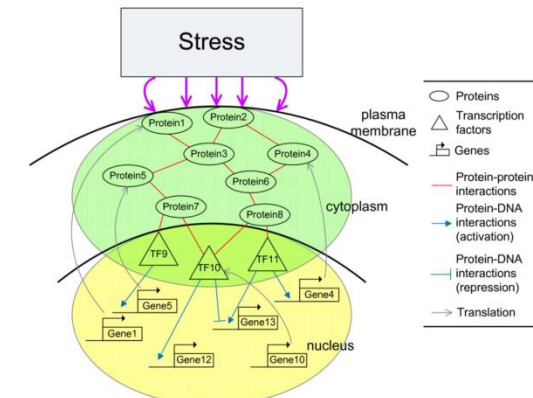 Stress
plasma
membrane
Protein1
Protein2
Protein3
Protein4
Protein5
Protein6
Protein7
Protein8
cytoplasm
TF9
TF10
TF11
Gene5
Gene13
Gene4
Gene1
Gene12
Gene10
nucleus
Proteins
Transcription
factors
Genes
Protein-protein
interactions
Protein-DNA
interactions
(activation)
Protein-DNA
interactions
(repression)
Translation